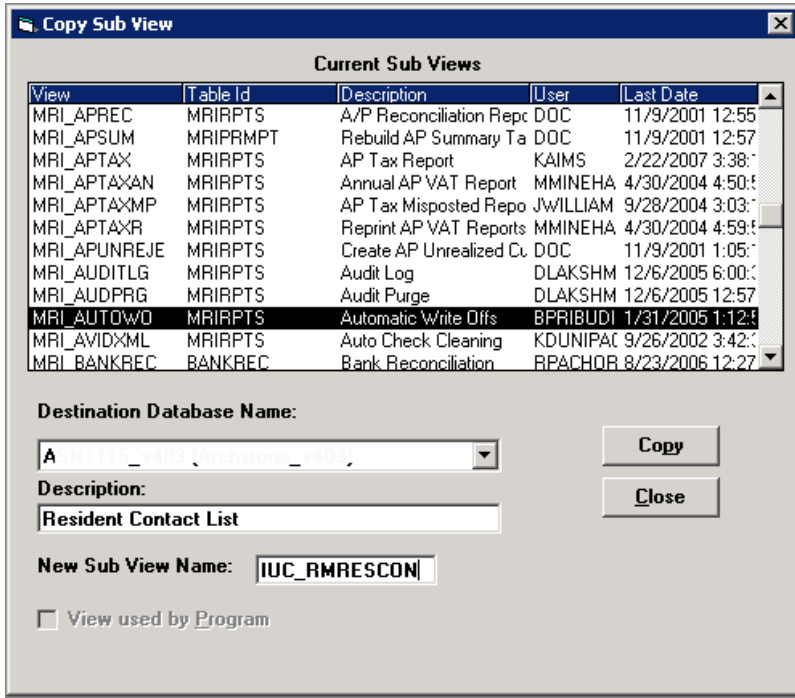 Copy Sub View
Current Sub Views
View Table Id Description User Last Date
MRI_APREC MRIRPTS A/P Reconciliation Repc DOC 11/9/2001 12:55
MRI_APSUM MRIPRMPT Rebuild AP Summary Ta DOC 11/9/2001 12:57
MRI_APTAX MRIRPTS AP Tax Report KAIMS 2/22/2007 3:38:
MRI_APTAXAN MRIRPTS Annual AP VAT Report MMINEHA 4/30/2004 4:50:
MRI_APTAXMP MRIRPTS AP Tax Misposted Repo JWILLIAM 9/28/2004 3:03:
MRI_APTAXR MRIRPTS Reprint AP VAT Reports MMINEHA 4/30/2004 4:59:
MRI_APUNREJE MRIRPTS Create AP Unrealized Cu DOC 11/9/2001 1:05:
MRI_AUDITLG MRIRPTS Audit Log DLAKSHM 12/6/2005 6:00:
MRI_AUDPRG MRIRPTS Audit Purge DLAKSHM 12/6/2005 12:57
MRI_AUTOWO MRIRPTS Automatic Write Offs BPRIBUDI 1/31/2005 1:12:
MRI_AVIDXML MRIRPTS Auto Check Cleaning KDUNIPA 9/26/2002 3:42:
MRI_BANKREC BANKREC Bank Reconciliation RPACHOR 8/23/2006 12:27
Destination Database Name:
ASN1115_v403 (Archstone_v403)
Copy
Description:
Close
Resident Contact List
New Sub View Name: IUC_RMRESCON
View used by Program